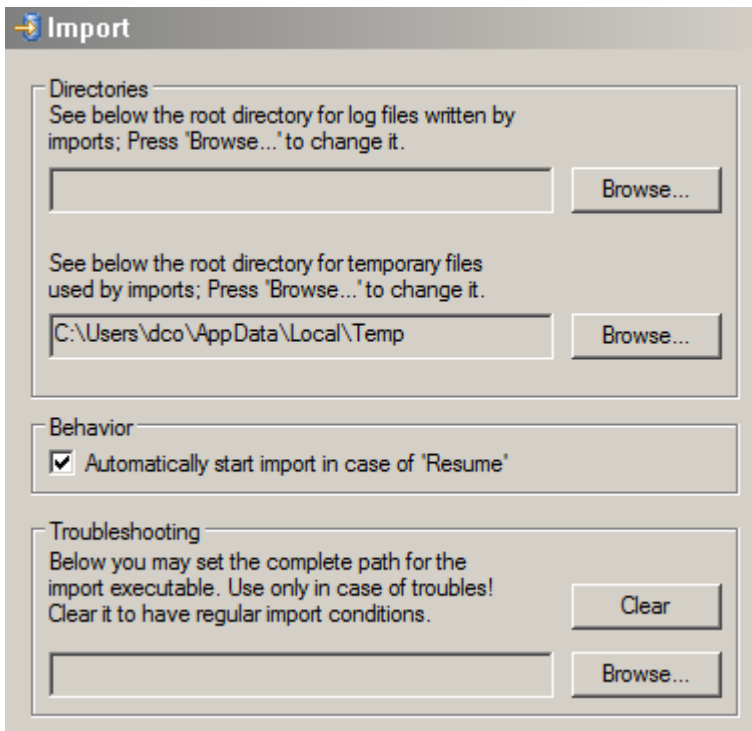 Import
Directories
See below the root directory for log files written by
imports; Press 'Browse...' to change it.
Browse...
See below the root directory for temporary files
used by imports; Press 'Browse...' to change it.
C:\Users\dco\AppData\Local\Temp
Browse...
Behavior
Automatically start import in case of 'Resume'
Troubleshooting
Below you may set the complete path for the
import executable. Use only in case of troubles!
Clear it to have regular import conditions.
Clear
Browse...